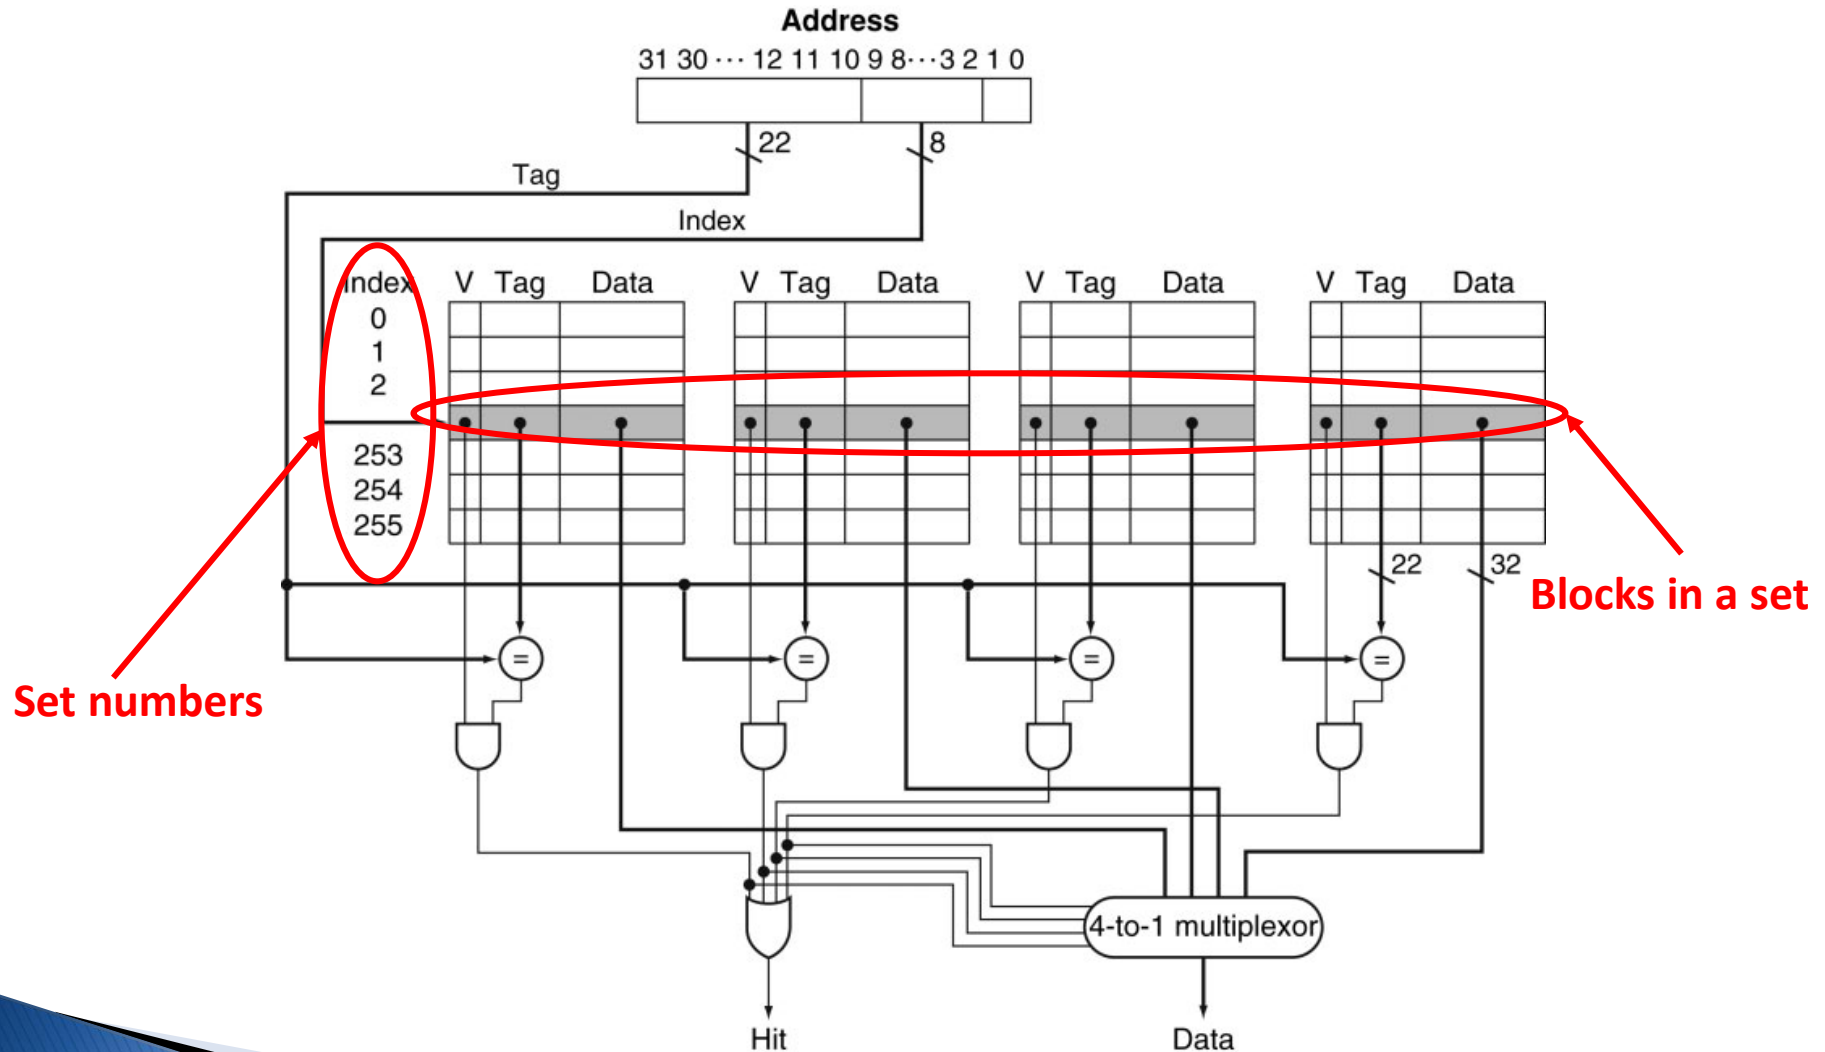 Address
31 30 ··· 12 11 10 9 8···3 2 1 0
22
8
Tag
Index
Index V Tag Data V Tag Data V Tag Data V Tag Data
0
1
2
253
254
255
22 32
Blocks in a set
= = = =
Set numbers
4-to-1 multiplexor
Hit Data